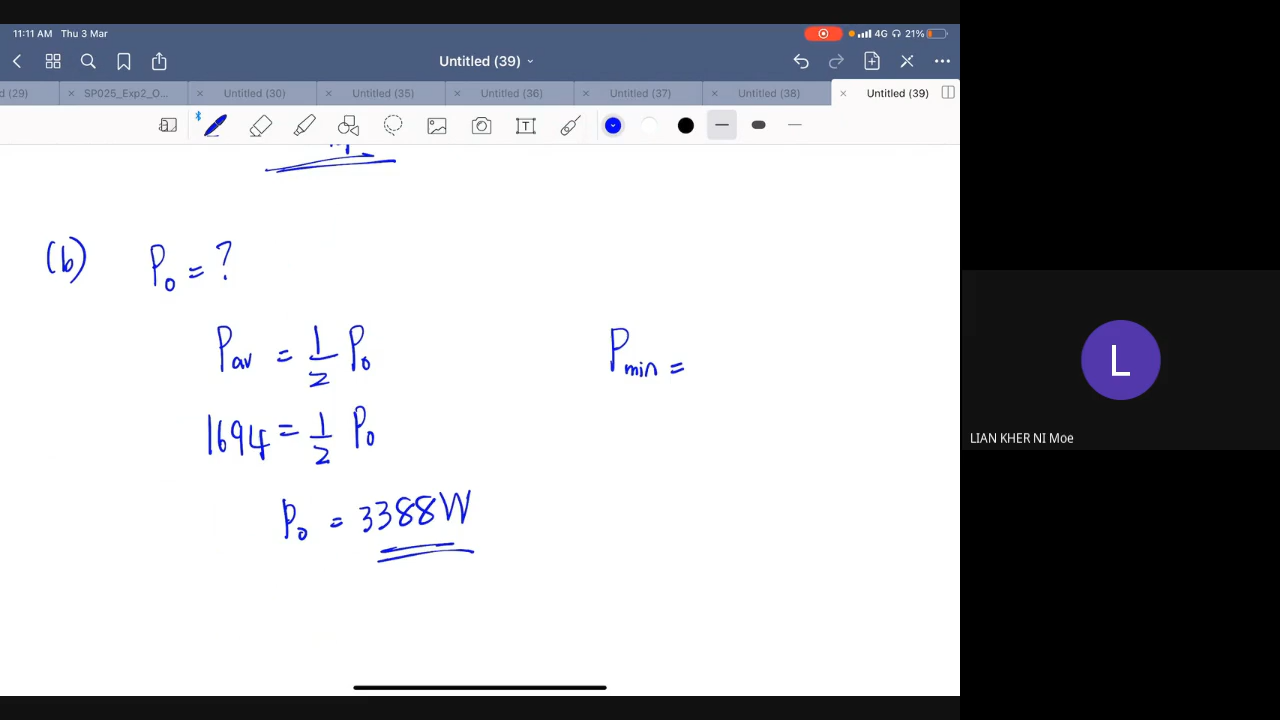 11:11 AM Thu 3 Mar
4G 21%
Untitled (39)
d (29)
SP025_Exp2_O...
Untitled (30)
Untitled (35)
Untitled (36)
Untitled (37)
Untitled (38)
Untitled (39)
T
(b) P₀ = ?
Pav = 1/2 P₀
Pmin =
1694 = 1/2 P₀
P₀ = 3388W
L
LIAN KHER NI Moe